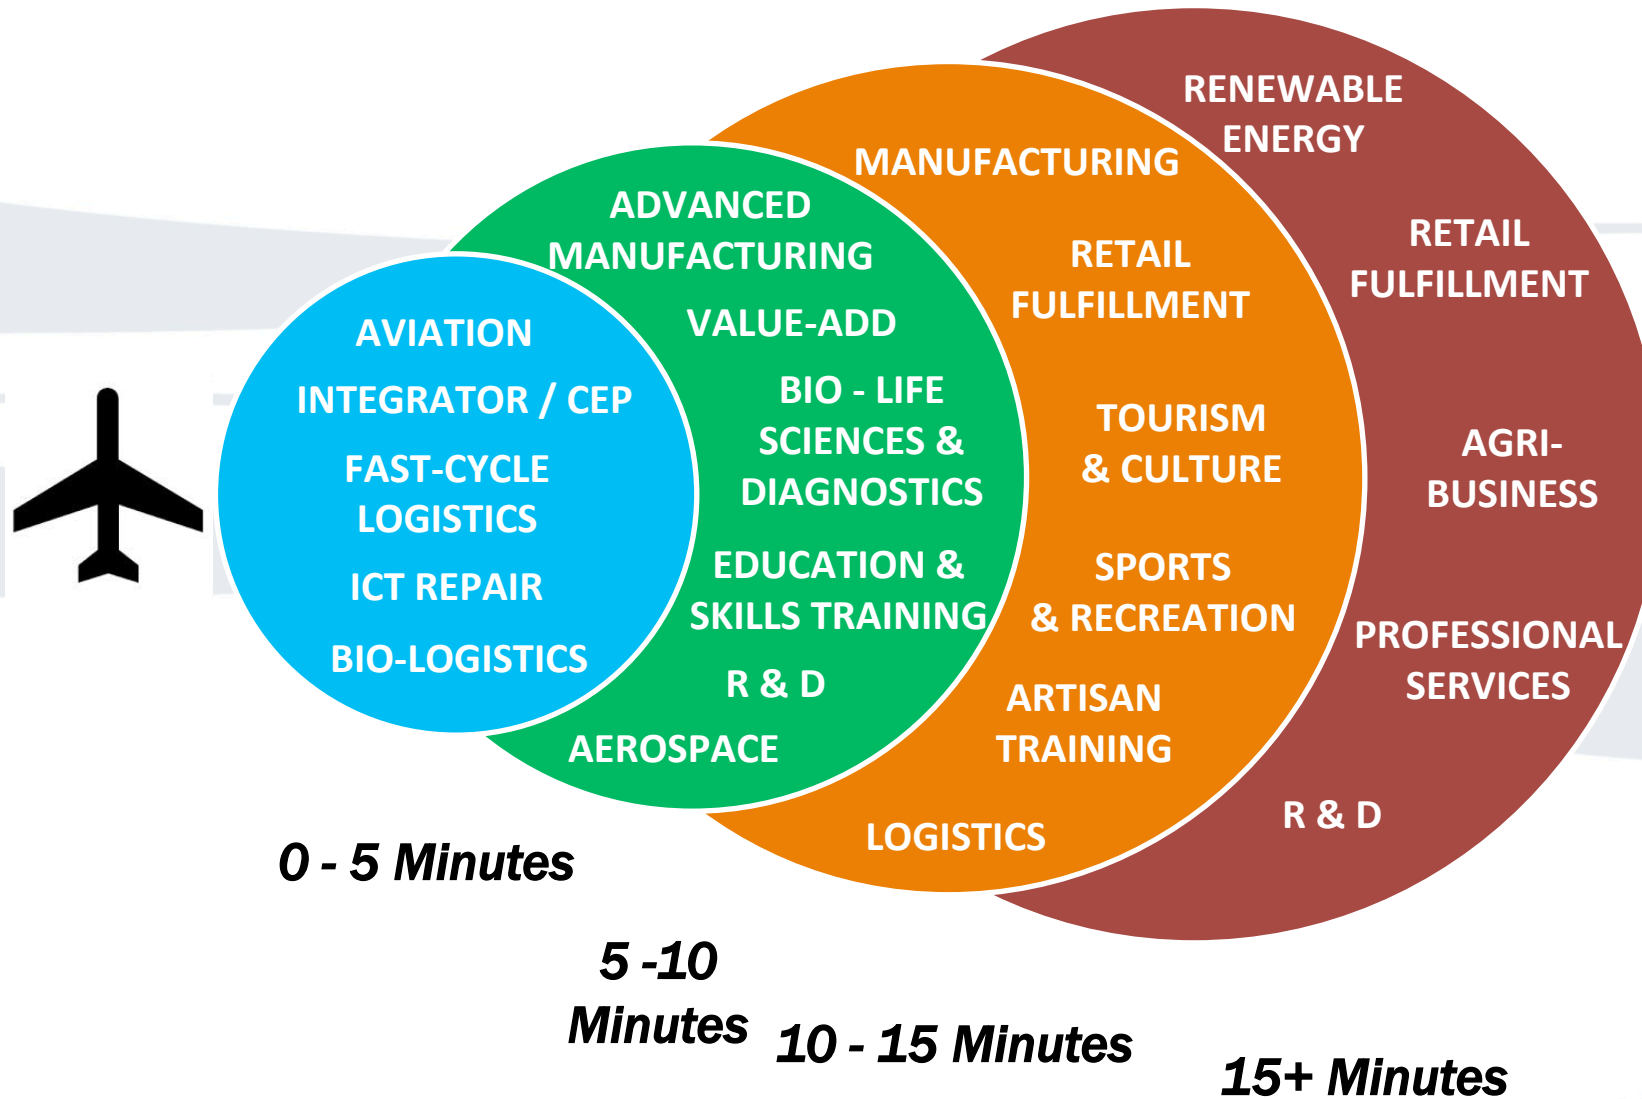 AVIATION
INTEGRATOR / CEP
FAST-CYCLE
LOGISTICS
ICT REPAIR
BIO-LOGISTICS
ADVANCED
MANUFACTURING
VALUE-ADD
BIO - LIFE
SCIENCES &
DIAGNOSTICS
EDUCATION &
SKILLS TRAINING
R & D
AEROSPACE
MANUFACTURING
RETAIL
FULFILLMENT
TOURISM
& CULTURE
SPORTS
& RECREATION
ARTISAN
TRAINING
LOGISTICS
RENEWABLE
ENERGY
RETAIL
FULFILLMENT
AGRI-
BUSINESS
PROFESSIONAL
SERVICES
R & D
0 - 5 Minutes
5 -10
Minutes
10 - 15 Minutes
15+ Minutes